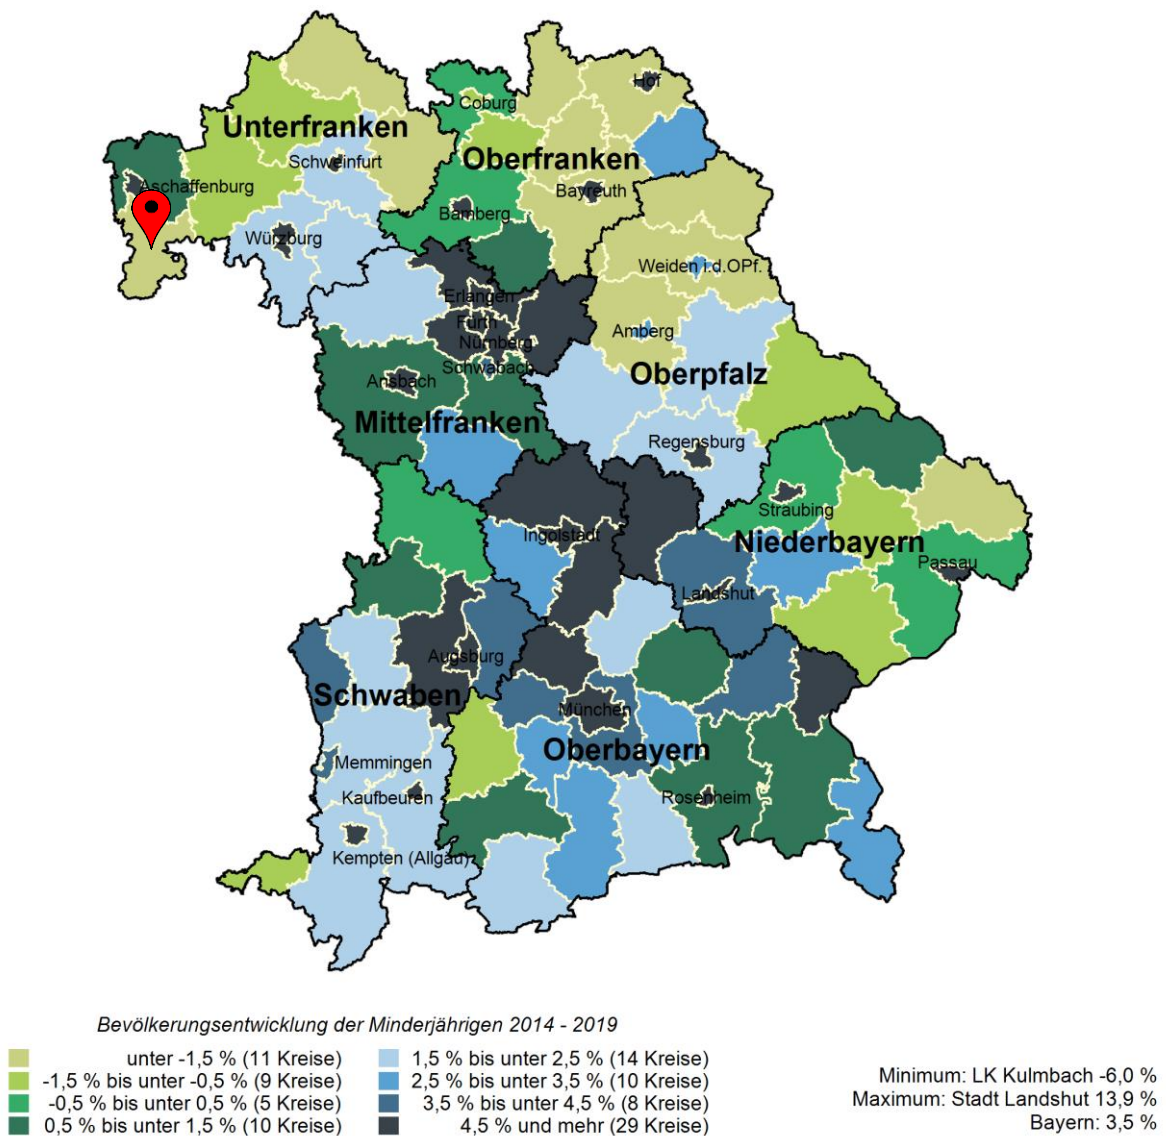 Hof
Coburg
Unterfranken
Schweinfurt
Oberfranken
Aschaffenburg
Bayreuth
Bamberg
Würzburg
Weiden i.d.OPf.
Erlangen
Fürth
Nürnberg
Amberg
Schwabach
Oberpfalz
Ansbach
Mittelfranken
Regensburg
Straubing
Ingolstadt
Niederbayern
Passau
Landshut
Augsburg
Schwaben
München
Oberbayern
Memmingen
Kaufbeuren
Rosenheim
Kempten (Allgäu)
Bevölkerungsentwicklung der Minderjährigen 2014 - 2019
unter -1,5 % (11 Kreise)
-1,5 % bis unter -0,5 % (9 Kreise)
-0,5 % bis unter 0,5 % (5 Kreise)
0,5 % bis unter 1,5 % (10 Kreise)
1,5 % bis unter 2,5 % (14 Kreise)
2,5 % bis unter 3,5 % (10 Kreise)
3,5 % bis unter 4,5 % (8 Kreise)
4,5 % und mehr (29 Kreise)
Minimum: LK Kulmbach -6,0 %
Maximum: Stadt Landshut 13,9 %
Bayern: 3,5 %